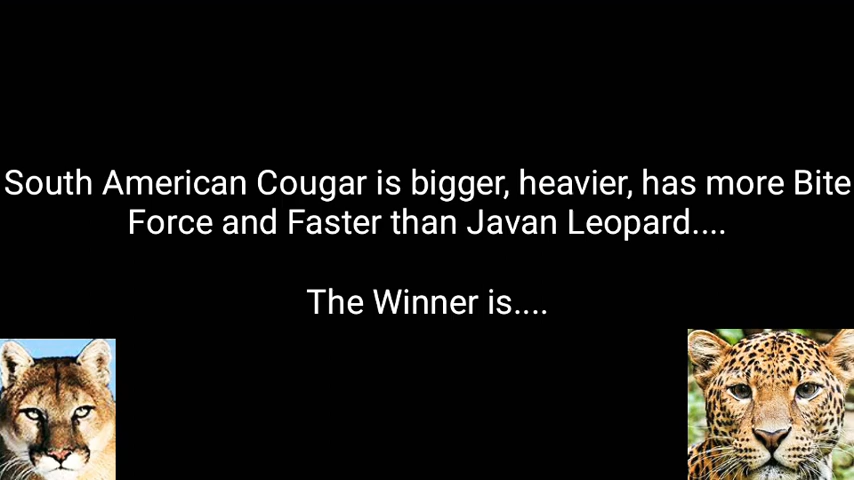 South American Cougar is bigger, heavier, has more Bite
Force and Faster than Javan Leopard....
The Winner is....